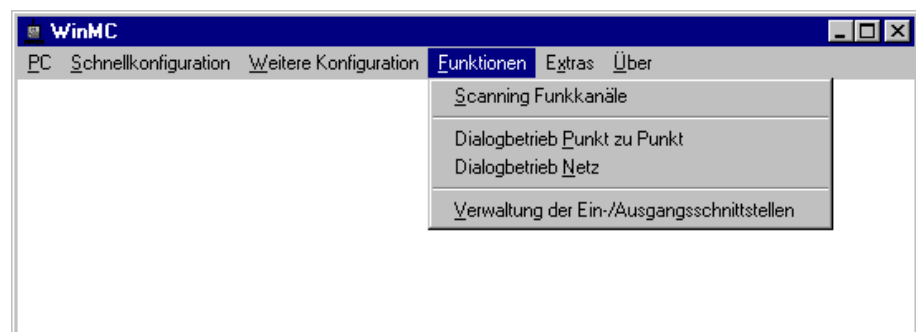 WinMC
PC Schnellkonfiguration Weitere Konfiguration Funktionen Extras Über
Scanning Funkkanäle
Dialogbetrieb Punkt zu Punkt
Dialogbetrieb Netz
Verwaltung der Ein-/Ausgangsschnittstellen